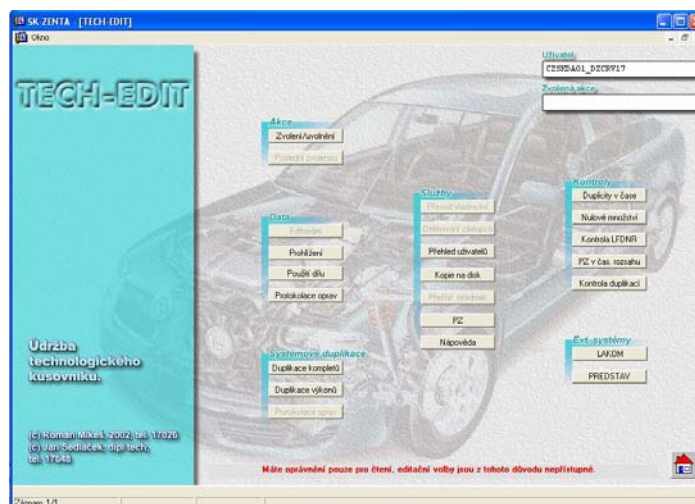 SK-ZENTA - [TECH-EDIT]
Okno
TECH-EDIT
Uživatel:
CZSKDA01_DZCRV17
Zvolená akce:
Akce
Zvolení/uvolnění
Poslední zvolenou
Data
Editování
Prohlížení
Použití dílu
Protokolace oprav
Systémové duplikace
Duplikace kompletů
Duplikace výkonů
Protokolace oprav
Služby
Převod vlastnictví
Definování zástupců
Přehled uživatelů
Kopie na disk
PZ
Nápověda
Kontroly
Duplicity v čase
Nulové množství
Kontrola LFDNR
PZ v čas. rozsahu
Kontrola duplikací
Ext. systémy
LAKOM
PREDSTAV
Údržba
technologického
kusovníku.
(c) Roman Mikeš, 2002, tel. 17026
(c) Jan Sedláček, dipl.tech.
tel. 17648
Máte oprávnění pouze pro čtení, editační volby jsou z tohoto důvodu nepřístupné.
Záznam: 1/1